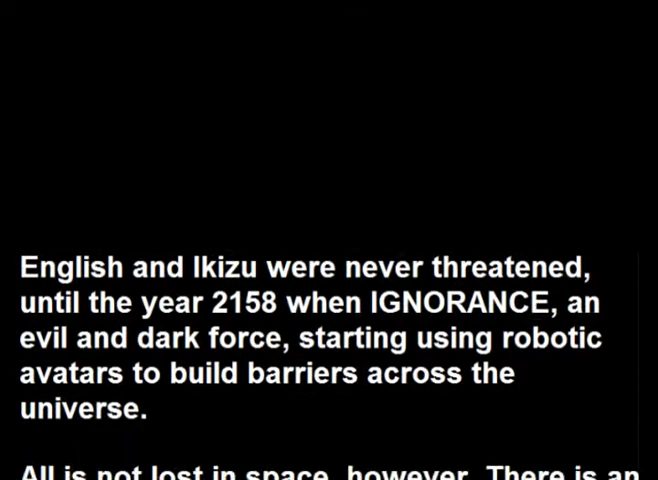 English and Ikizu were never threatened,
until the year 2158 when IGNORANCE, an
evil and dark force, starting using robotic
avatars to build barriers across the
universe.
All is not lost in space, however. There is an